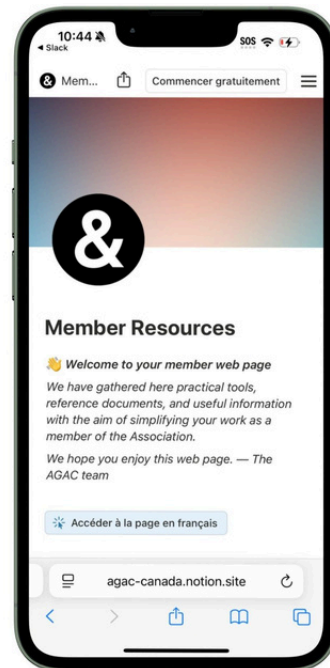 10:44
SOS
◀ Slack
& Mem...
Commencer gratuitement
&
Member Resources
👋 Welcome to your member web page
We have gathered here practical tools,
reference documents, and useful information
with the aim of simplifying your work as a
member of the Association.
We hope you enjoy this web page. — The
AGAC team
Accéder à la page en français
agac-canada.notion.site